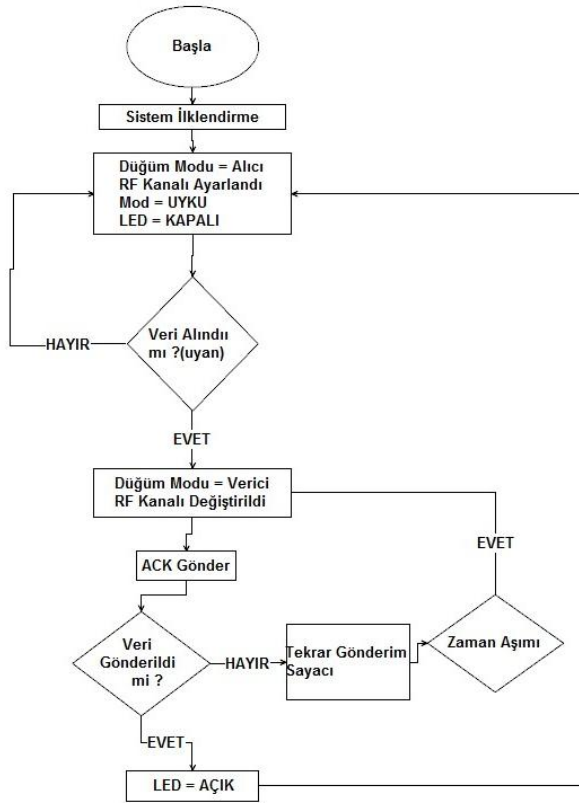 Başla
Sistem İlklendirme
Düğüm Modu = Alıcı
RF Kanalı Ayarlandı
Mod = UYKU
LED = KAPALI
Veri Alındıı
mı ?(uyan)
HAYIR
EVET
Düğüm Modu = Verici
RF Kanalı Değiştirildi
EVET
ACK Gönder
Veri
Gönderildi
mi ?
HAYIR
Tekrar Gönderim
Sayacı
Zaman Aşımı
EVET
LED = AÇIK